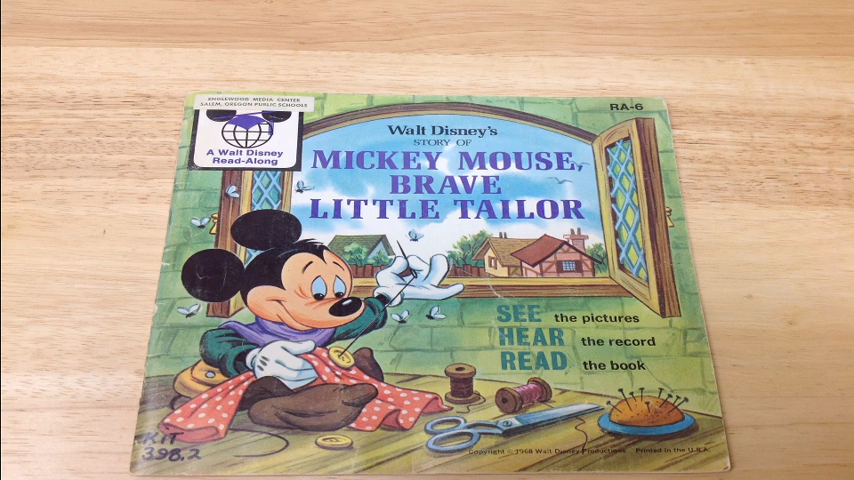 ENGLEWOOD MEDIA CENTER
SALEM, OREGON PUBLIC SCHOOLS
A Walt Disney
Read-Along
RA-6
Walt Disney's
STORY OF
MICKEY MOUSE,
BRAVE
LITTLE TAILOR
SEE the pictures
HEAR the record
READ the book
KIT
398.2
Copyright © 1968 Walt Disney Productions Printed in the U.S.A.